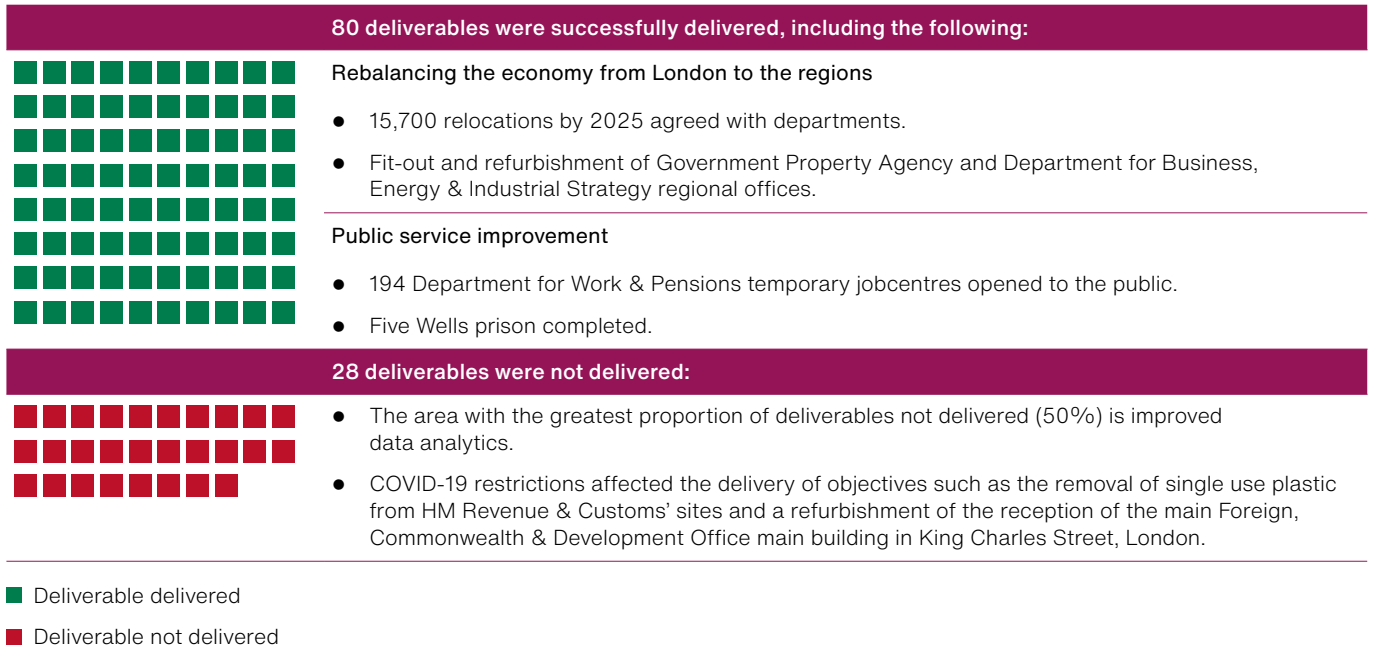 80 deliverables were successfully delivered, including the following:
Rebalancing the economy from London to the regions
● 15,700 relocations by 2025 agreed with departments.
● Fit-out and refurbishment of Government Property Agency and Department for Business,
Energy & Industrial Strategy regional offices.
Public service improvement
● 194 Department for Work & Pensions temporary jobcentres opened to the public.
● Five Wells prison completed.
28 deliverables were not delivered:
● The area with the greatest proportion of deliverables not delivered (50%) is improved
data analytics.
● COVID-19 restrictions affected the delivery of objectives such as the removal of single use plastic
from HM Revenue & Customs’ sites and a refurbishment of the reception of the main Foreign,
Commonwealth & Development Office main building in King Charles Street, London.
Deliverable delivered
Deliverable not delivered